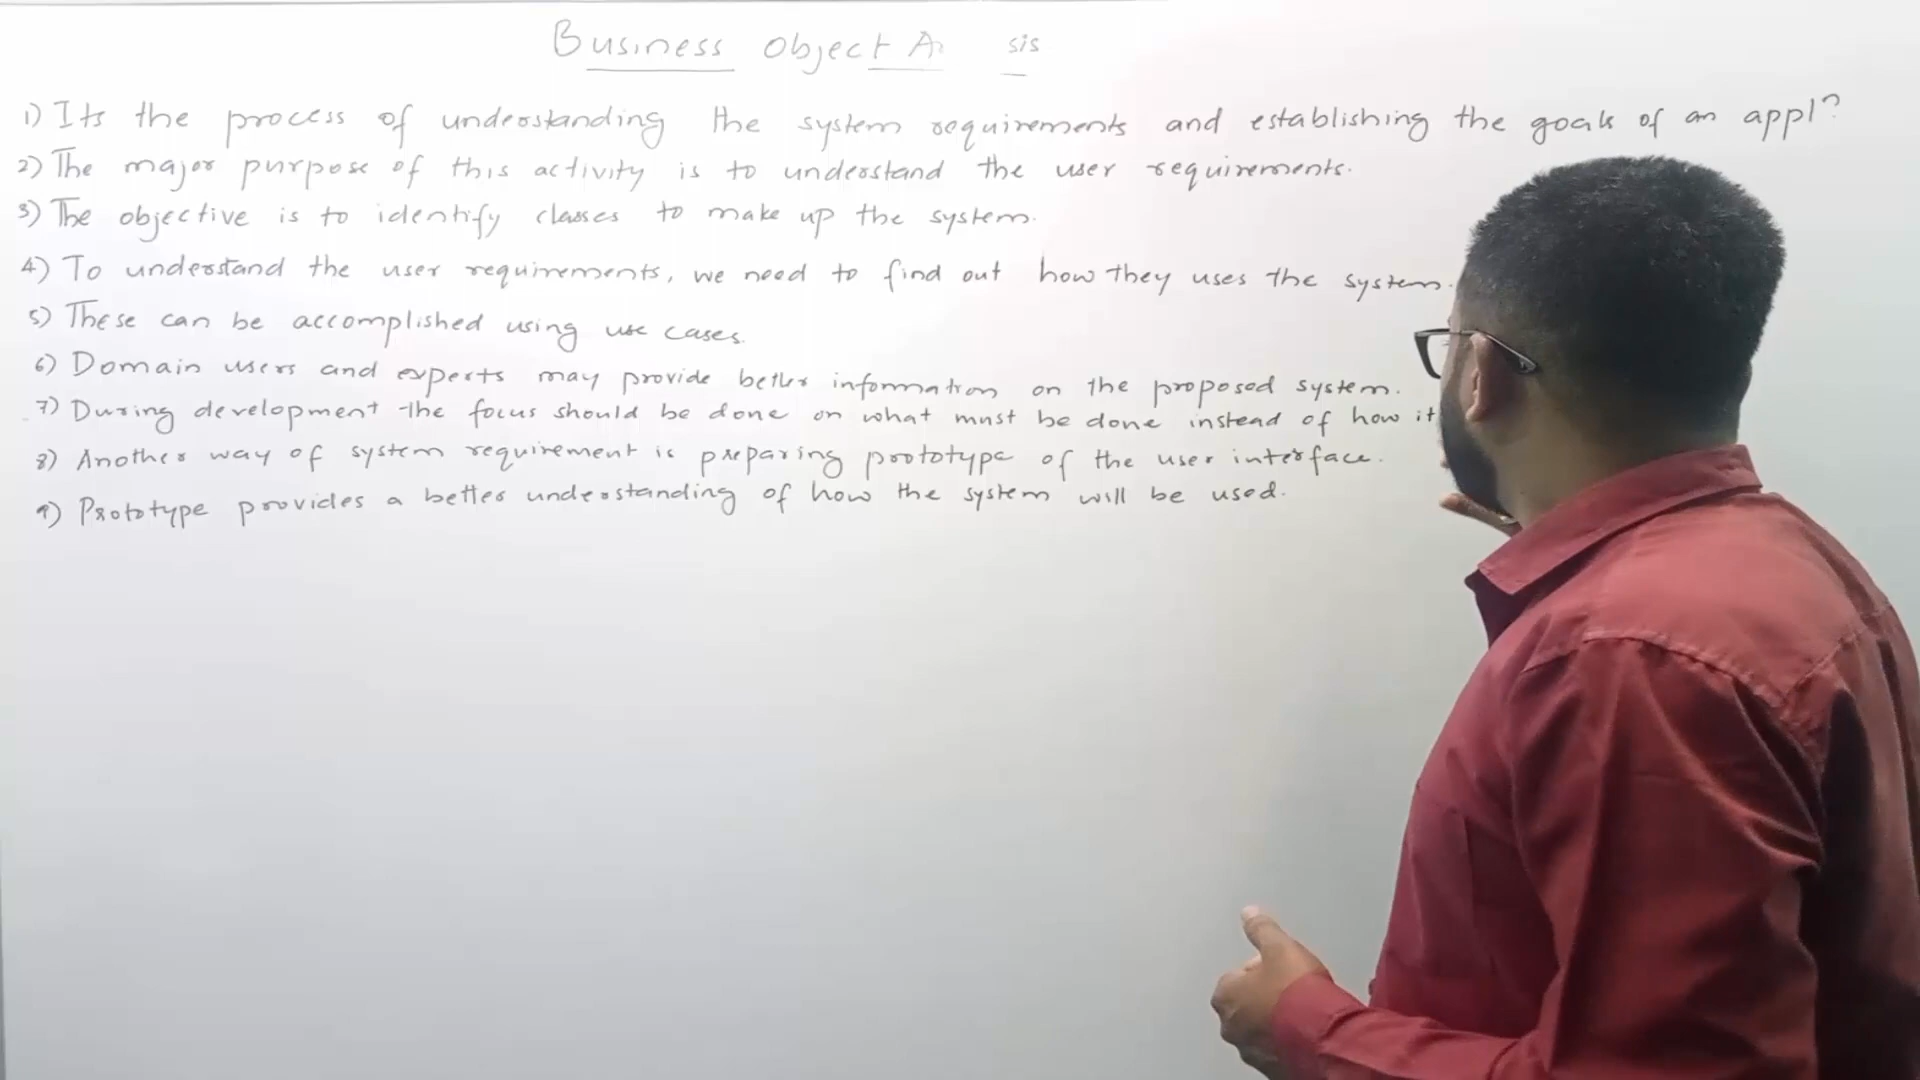 Business Object A sis
1) Its the process of understanding the system requirements and establishing the goals of an appl?
2) The major purpose of this activity is to understand the user requirements.
3) The objective is to identify classes to make up the system.
4) To understand the user requirements, we need to find out how they uses the system.
5) These can be accomplished using use cases.
6) Domain users and experts may provide better information on the proposed system.
7) During development the focus should be done on what must be done instead of how it
8) Another way of system requirement is preparing prototype of the user interface.
9) Prototype provides a better understanding of how the system will be used.